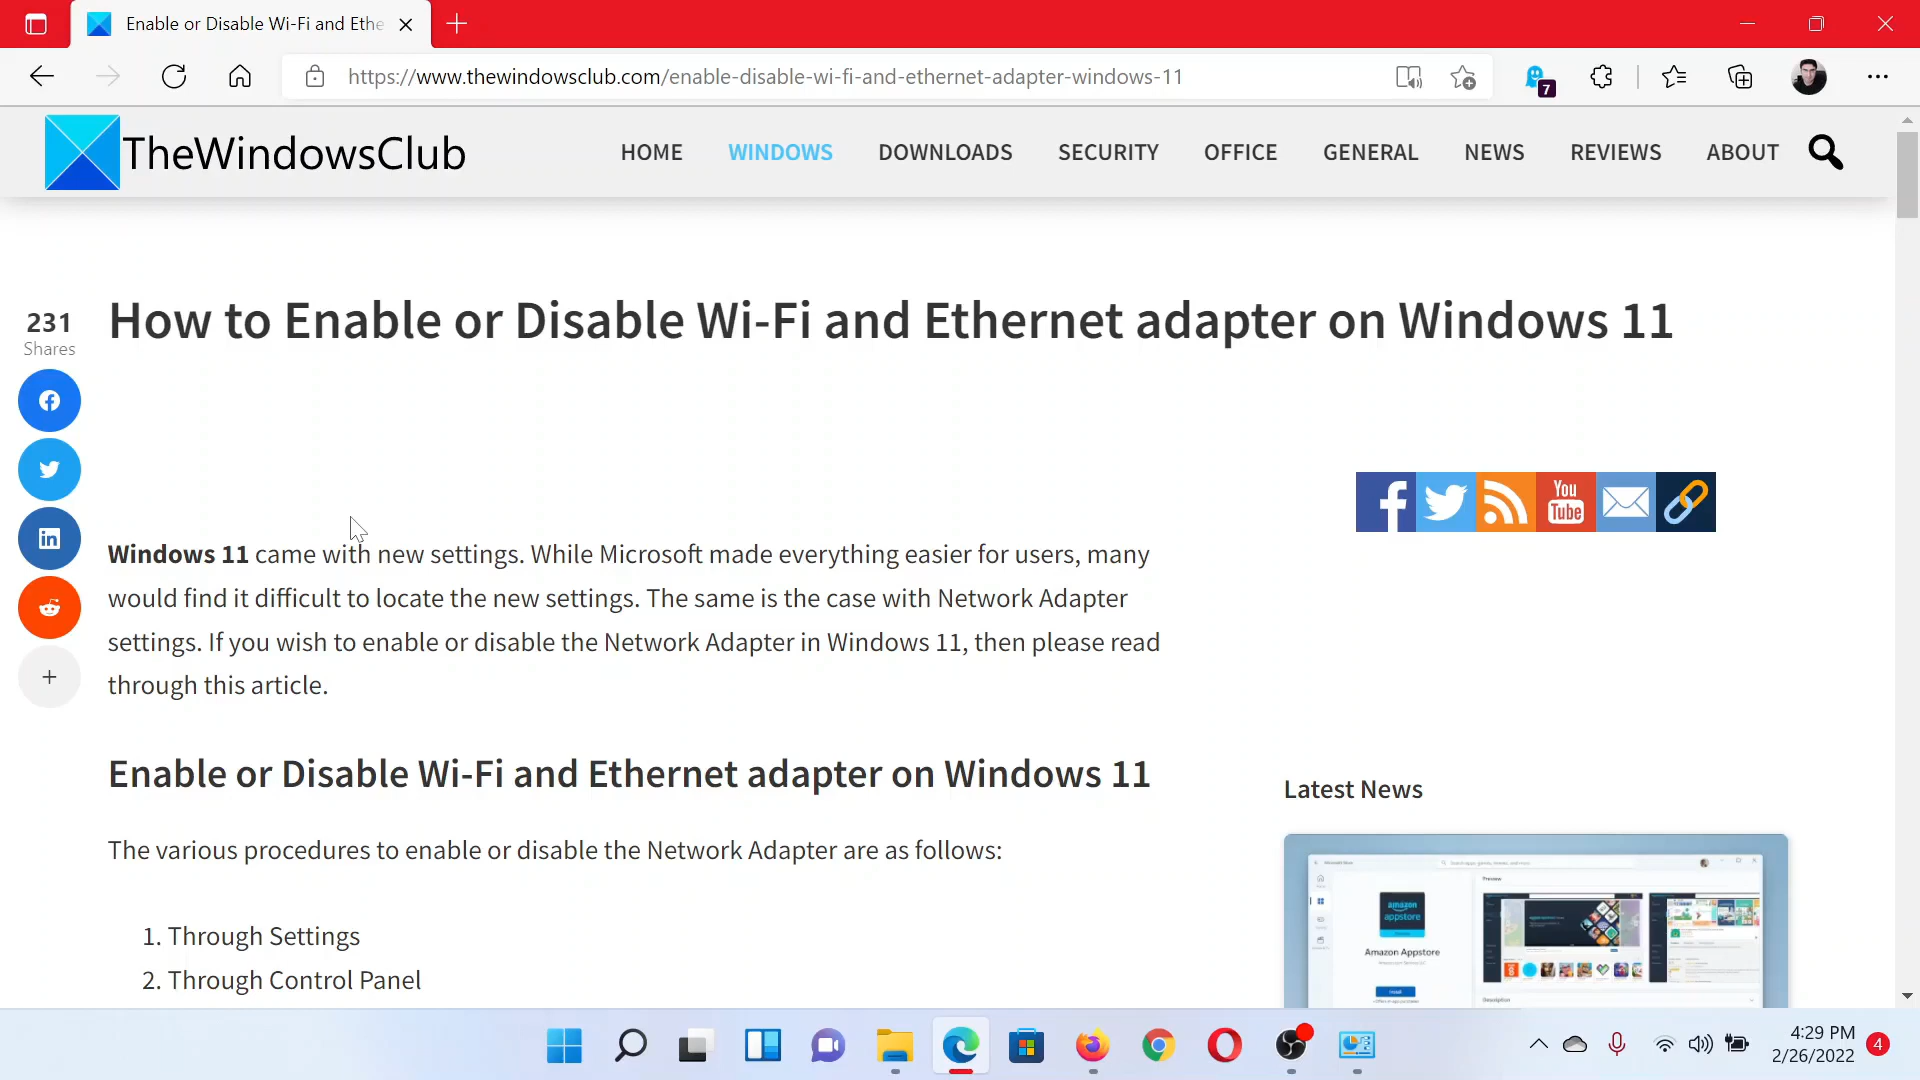 Enable or Disable Wi-Fi and Ethe
https://www.thewindowsclub.com/enable-disable-wi-fi-and-ethernet-adapter-windows-11
7
TheWindowsClub
HOME WINDOWS DOWNLOADS SECURITY OFFICE GENERAL NEWS REVIEWS ABOUT
How to Enable or Disable Wi-Fi and Ethernet adapter on Windows 11
231
Shares
You
Tube
Windows 11 came with new settings. While Microsoft made everything easier for users, many
would find it difficult to locate the new settings. The same is the case with Network Adapter
settings. If you wish to enable or disable the Network Adapter in Windows 11, then please read
through this article.
Enable or Disable Wi-Fi and Ethernet adapter on Windows 11
The various procedures to enable or disable the Network Adapter are as follows:
1. Through Settings
2. Through Control Panel
Latest News
Preview
amazon
appstore
Amazon Appstore
Install
Description
4:29 PM
2/26/2022
4